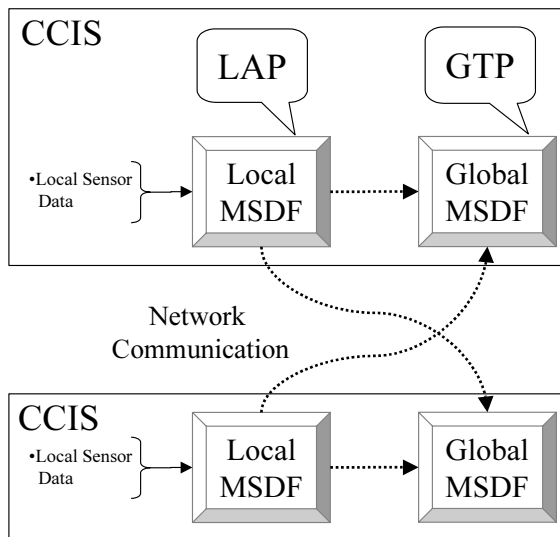 CCIS
LAP
GTP
•Local Sensor
Data
Local
MSDF
Global
MSDF
Network
Communication
CCIS
•Local Sensor
Data
Local
MSDF
Global
MSDF